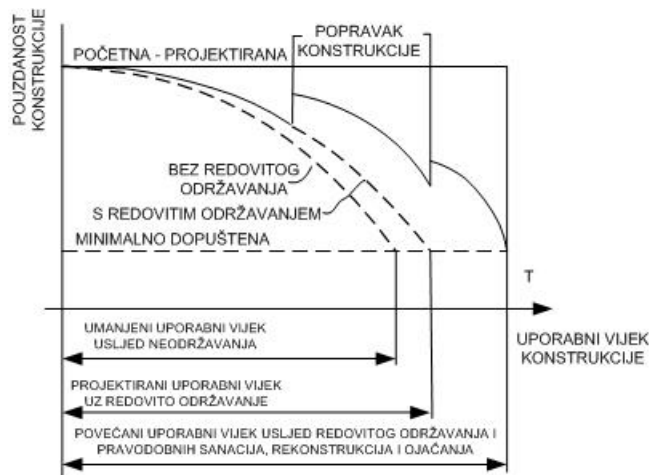 POUZDANOST
KONSTRUKCIJE
POČETNA - PROJEKTIRANA
POPRAVAK
KONSTRUKCIJE
BEZ REDOVITOG
ODRŽAVANJA
S REDOVITIM ODRŽAVANJEM
MINIMALNO DOPUŠTENA
T
UPORABNI VIJEK
KONSTRUKCIJE
UMANJENI UPORABNI VIJEK
USLJED NEODRŽAVANJA
PROJEKTIRANI UPORABNI VIJEK
UZ REDOVITO ODRŽAVANJE
POVEĆANI UPORABNI VIJEK USLJED REDOVITOG ODRŽAVANJA I
PRAVODOBNIH SANACIJA, REKONSTRUKCIJA I OJAČANJA